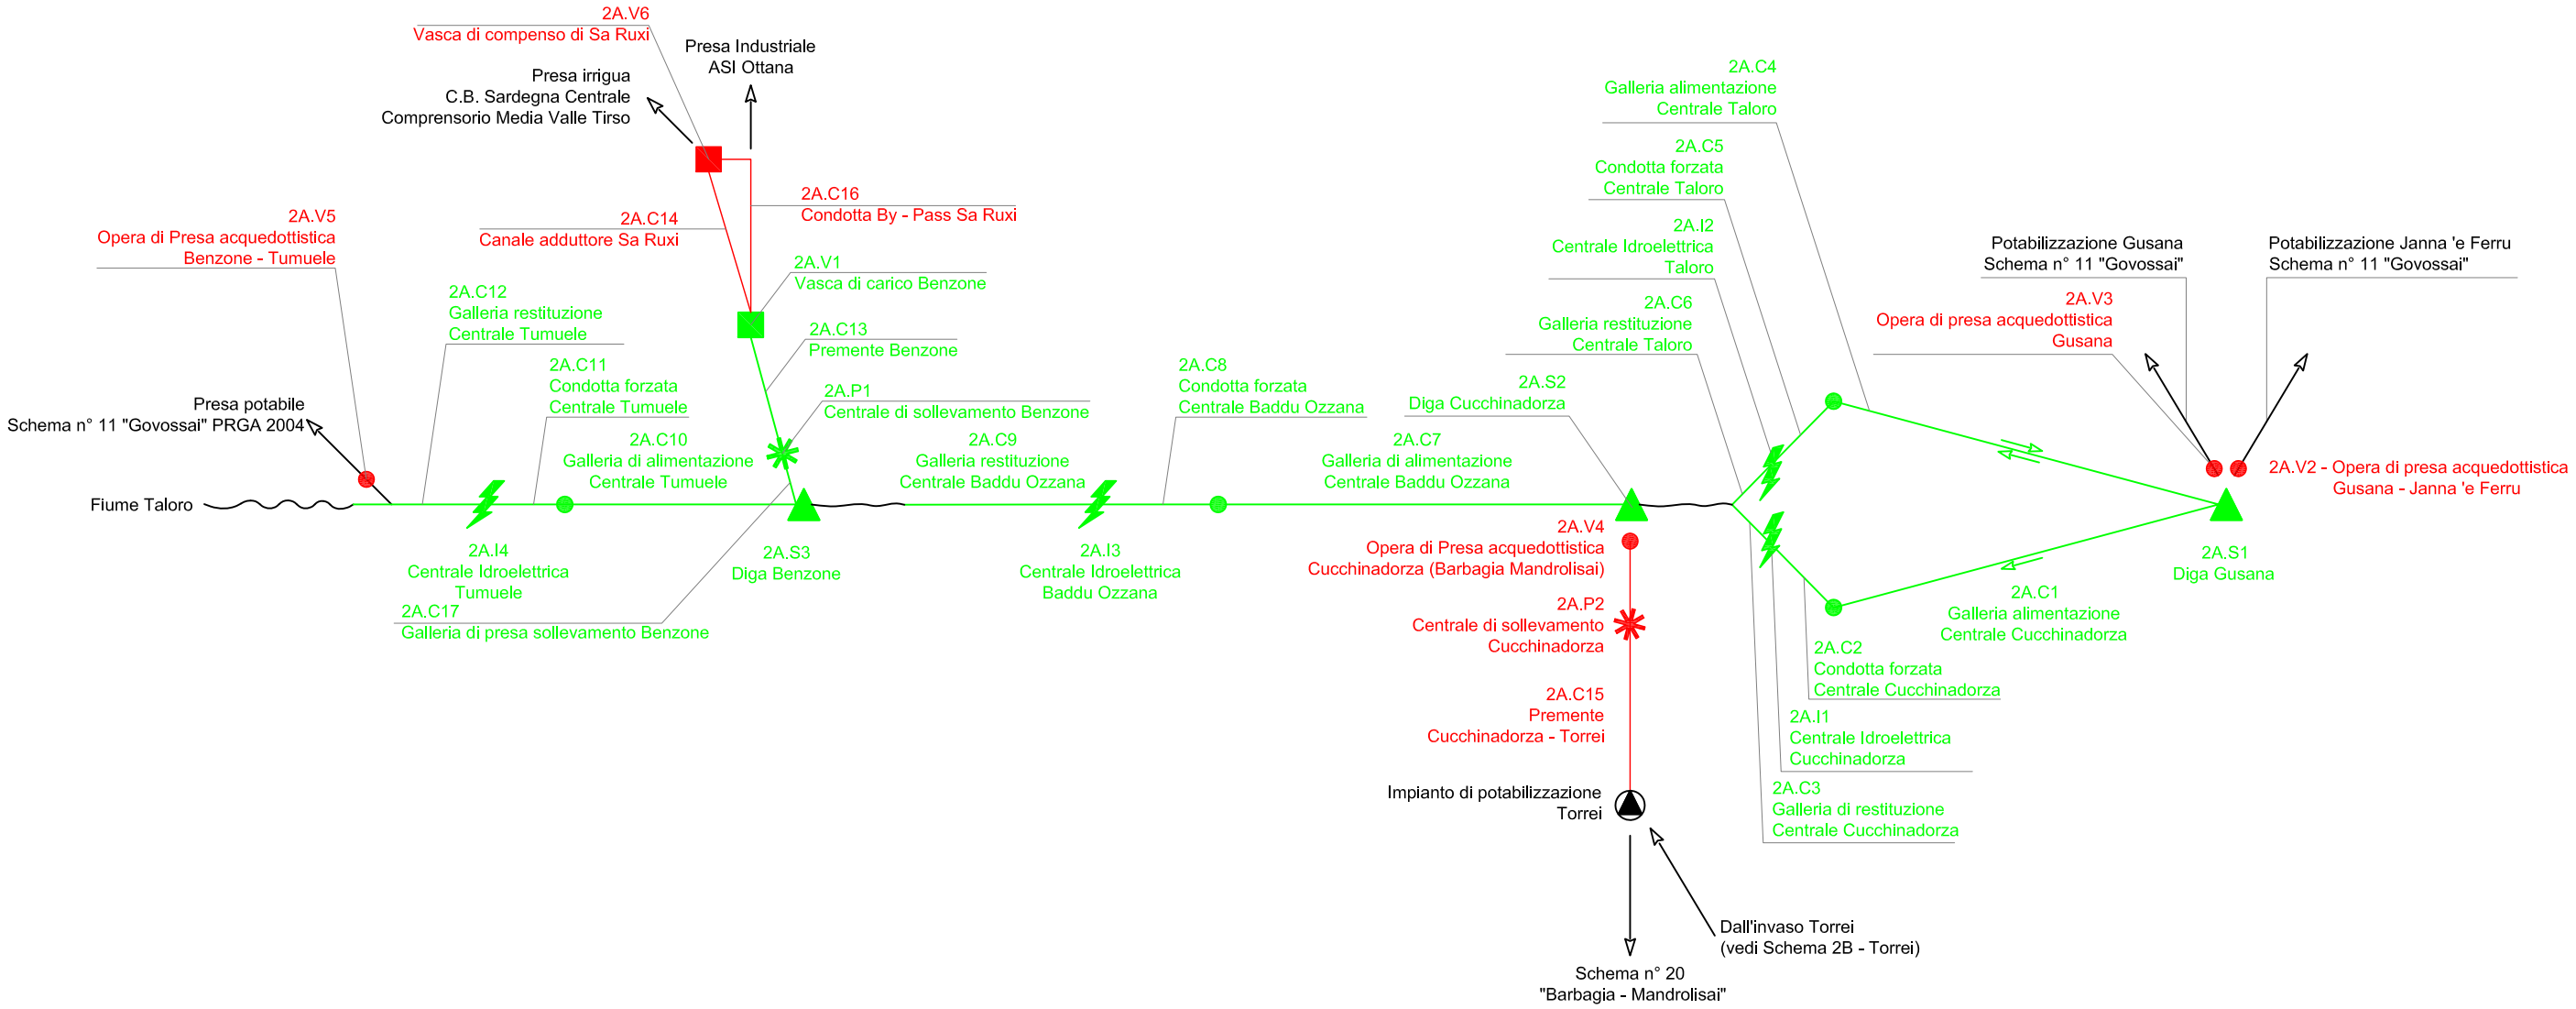 2A.V6
Vasca di compenso di Sa Ruxi
Presa Industriale
ASI Ottana
Presa irrigua
C.B. Sardegna Centrale
Comprensorio Media Valle Tirso
2A.C16
Condotta By - Pass Sa Ruxi
2A.C14
Canale adduttore Sa Ruxi
2A.V5
Opera di Presa acquedottistica
Benzone - Tumuele
2A.V1
Vasca di carico Benzone
2A.C12
Galleria restituzione
Centrale Tumuele
2A.C13
Premente Benzone
2A.C11
Condotta forzata
Centrale Tumuele
2A.P1
Centrale di sollevamento Benzone
Presa potabile
Schema n° 11 "Govossai" PRGA 2004
2A.C10
Galleria di alimentazione
Centrale Tumuele
2A.C9
Galleria restituzione
Centrale Baddu Ozzana
2A.C8
Condotta forzata
Centrale Baddu Ozzana
2A.C7
Galleria di alimentazione
Centrale Baddu Ozzana
2A.S2
Diga Cucchinadorza
Fiume Taloro
2A.I4
Centrale Idroelettrica
Tumuele
2A.C17
Galleria di presa sollevamento Benzone
2A.S3
Diga Benzone
2A.I3
Centrale Idroelettrica
Baddu Ozzana
2A.C4
Galleria alimentazione
Centrale Taloro
2A.C5
Condotta forzata
Centrale Taloro
2A.I2
Centrale Idroelettrica
Taloro
2A.C6
Galleria restituzione
Centrale Taloro
Potabilizzazione Gusana
Schema n° 11 "Govossai"
Potabilizzazione Janna 'e Ferru
Schema n° 11 "Govossai"
2A.V3
Opera di presa acquedottistica
Gusana
2A.V2 - Opera di presa acquedottistica
Gusana - Janna 'e Ferru
2A.S1
Diga Gusana
2A.C1
Galleria alimentazione
Centrale Cucchinadorza
2A.C2
Condotta forzata
Centrale Cucchinadorza
2A.I1
Centrale Idroelettrica
Cucchinadorza
2A.C3
Galleria di restituzione
Centrale Cucchinadorza
2A.V4
Opera di Presa acquedottistica
Cucchinadorza (Barbagia Mandrolisai)
2A.P2
Centrale di sollevamento
Cucchinadorza
2A.C15
Premente
Cucchinadorza - Torrei
Impianto di potabilizzazione
Torrei
Dall'invaso Torrei
(vedi Schema 2B - Torrei)
Schema n° 20
"Barbagia - Mandrolisai"